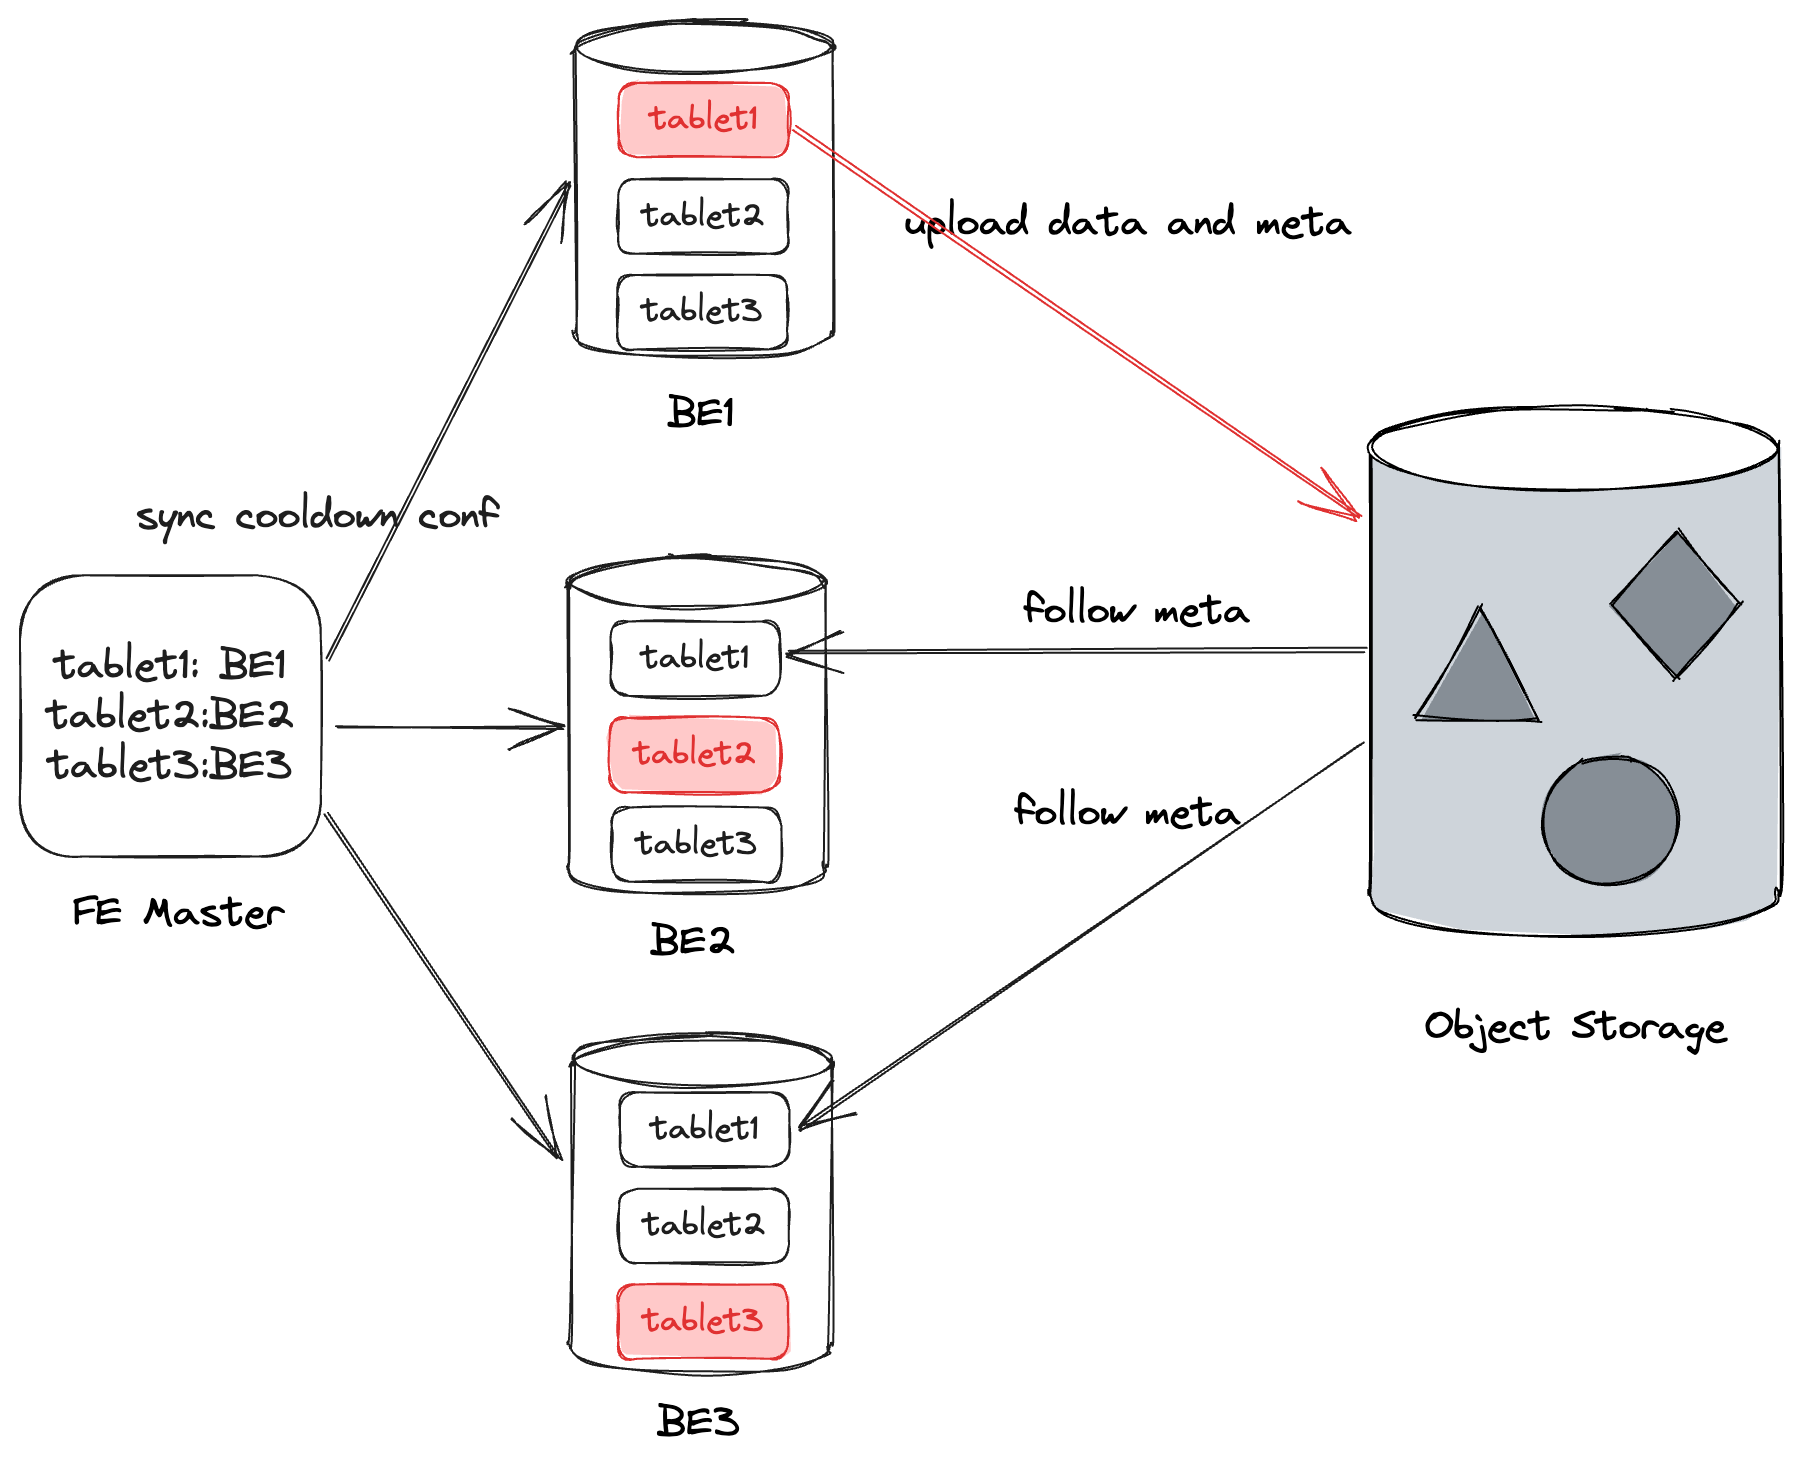 tablet1
tablet2
tablet3
BE1
upload data and meta
sync cooldown conf
tablet1: BE1
tablet2:BE2
tablet3:BE3
FE Master
tablet1
tablet2
tablet3
BE2
follow meta
follow meta
Object Storage
tablet1
tablet2
tablet3
BE3